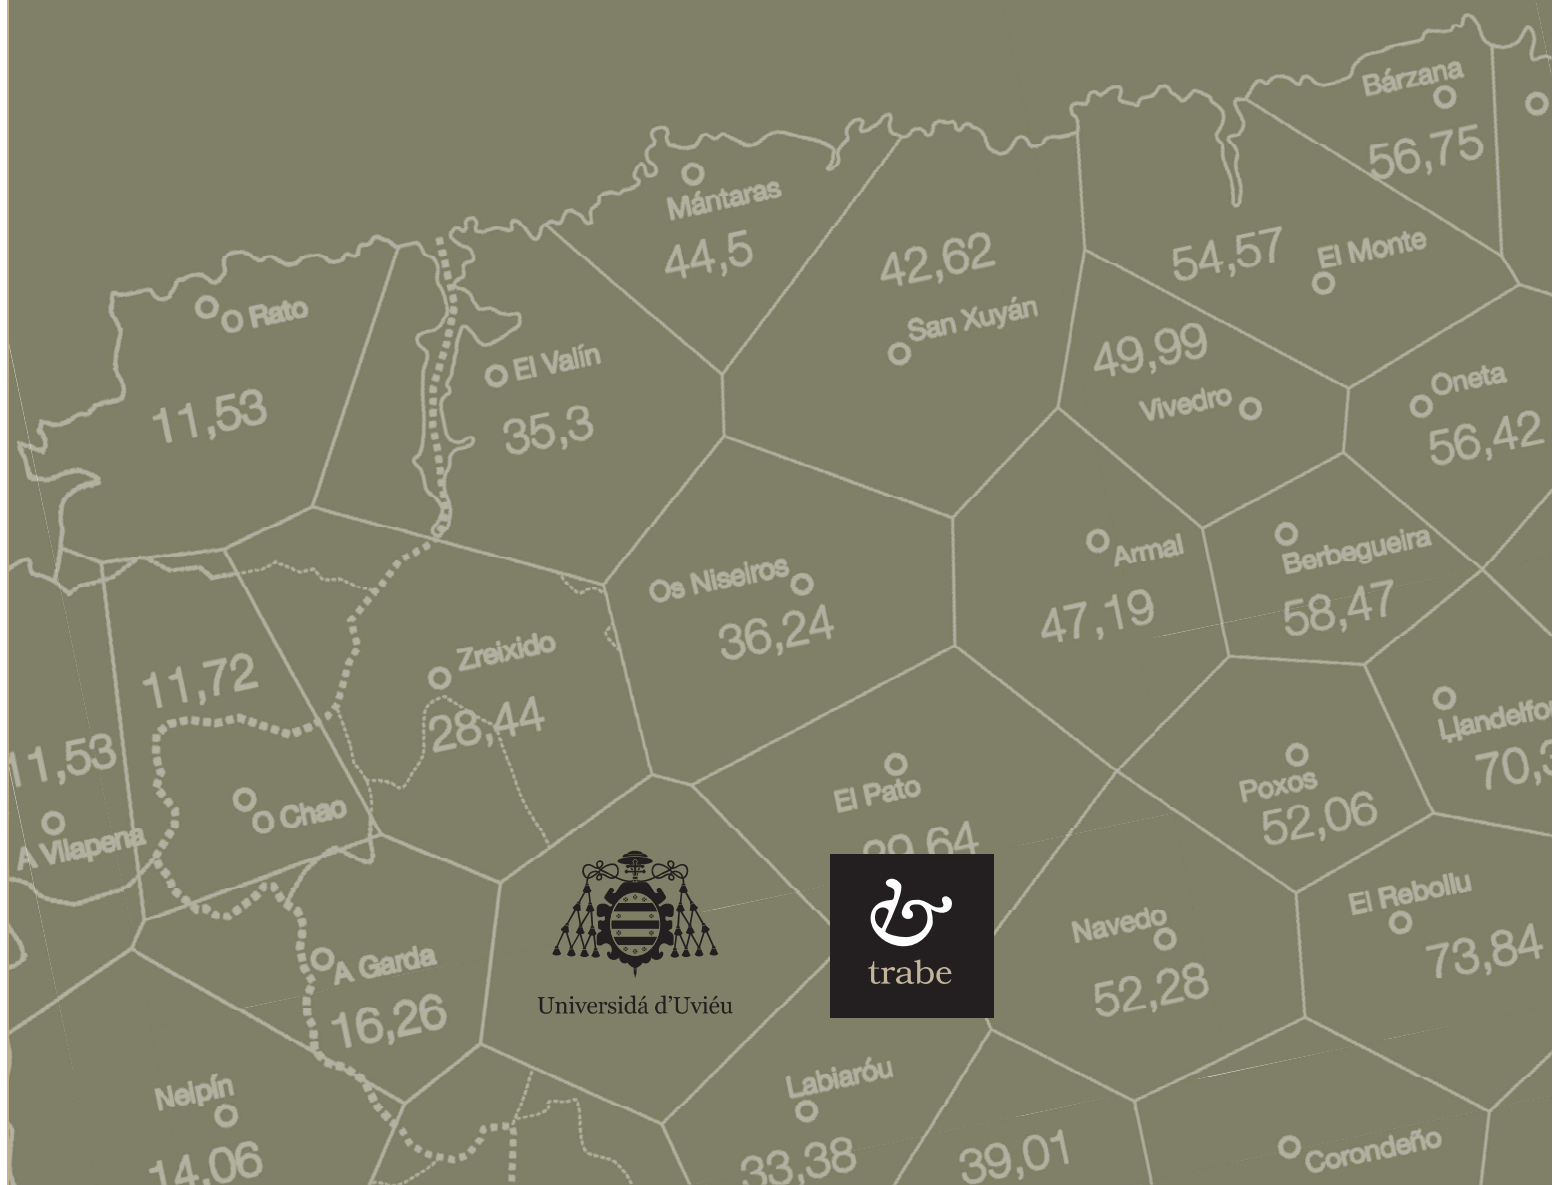 Bárzana
56,75
Mántaras
44,5
42,62
San Xuyán
54,57
El Monte
Rato
11,53
El Valín
35,3
49,99
Vivedro
Oneta
56,42
Os Niseiros
36,24
Armal
47,19
Berbegueira
58,47
Zreixido
28,44
11,72
11,53
A Vilapena
Chao
El Pato
Poxos
52,06
El Rebollu
73,84
A Garda
16,26
Navedo
52,28
Universidá d'Uviéu
trabe
Neipín
14,06
Labiaróu
33,38
39,01
Corondeño